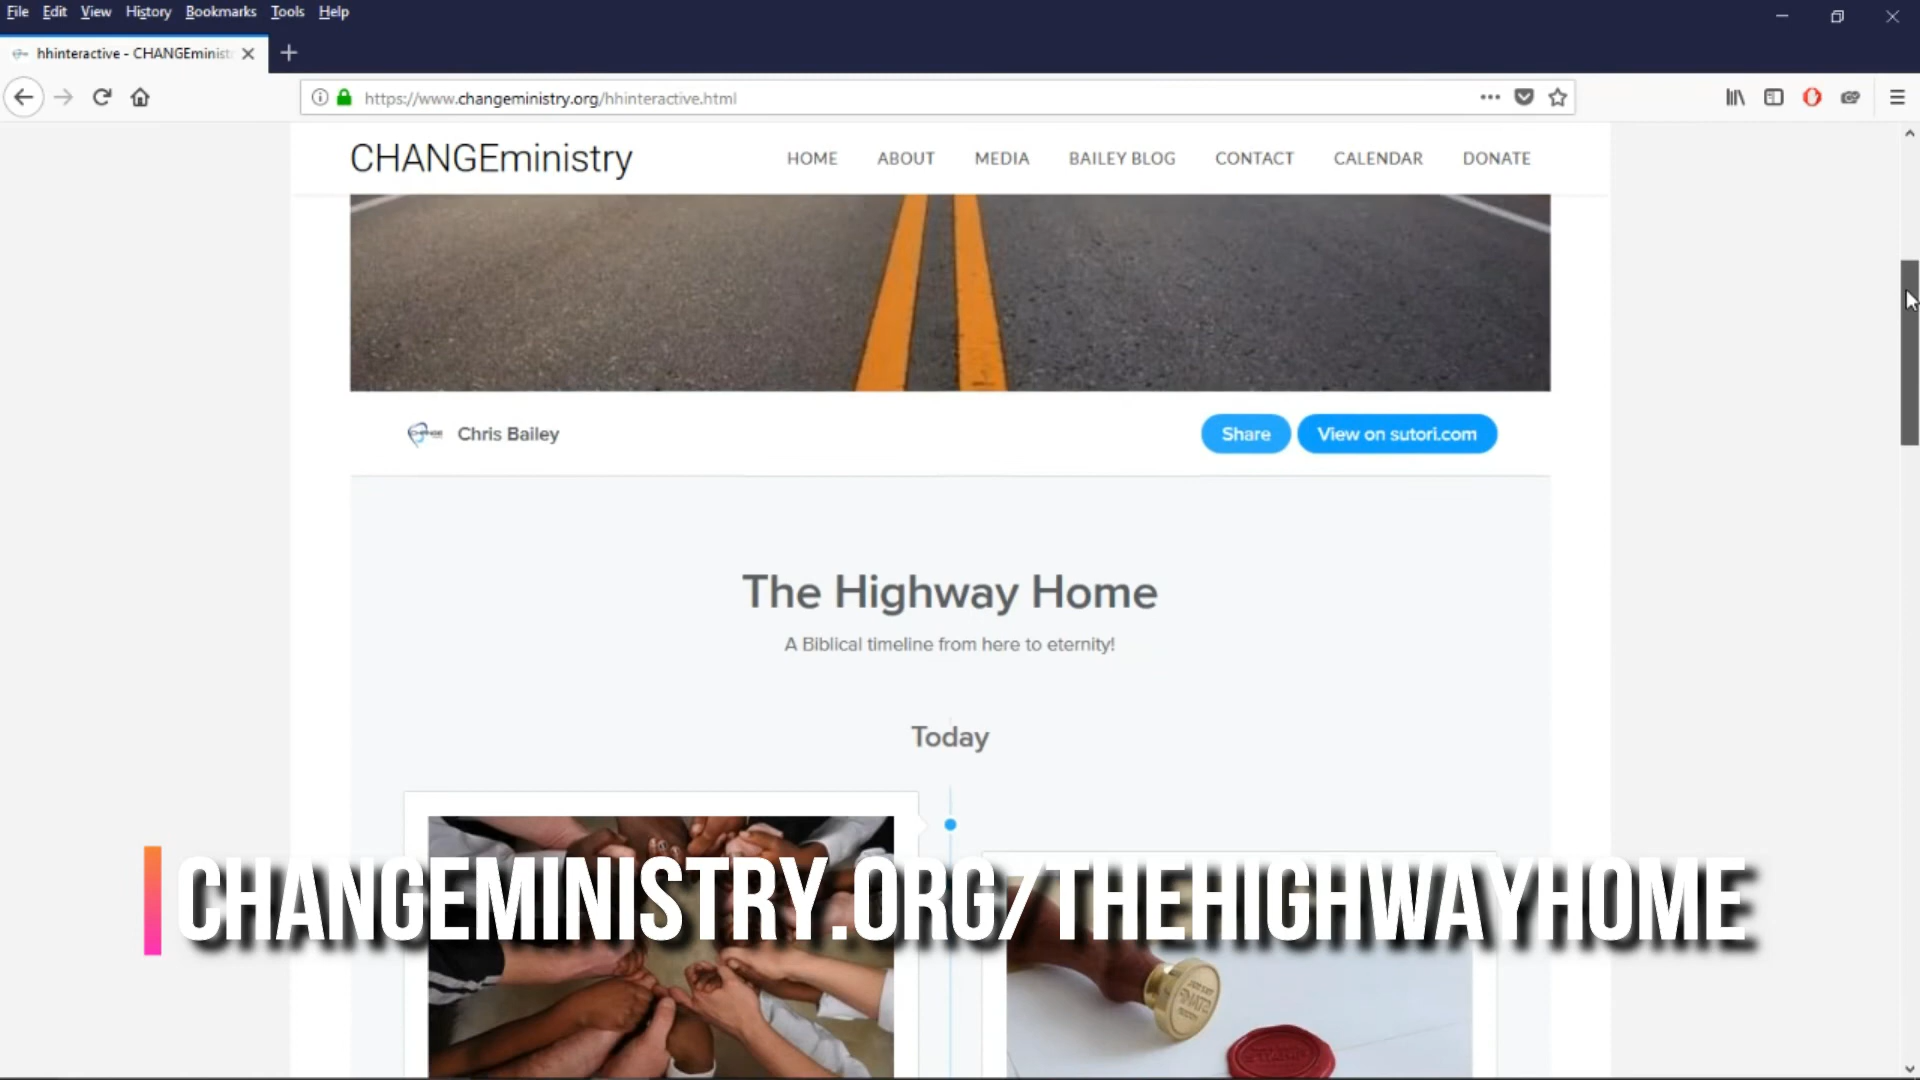 File Edit View History Bookmarks Tools Help
hhinteractive - CHANGEminist
https://www.changeministry.org/hhinteractive.html
CHANGEministry
HOME ABOUT MEDIA BAILEY BLOG CONTACT CALENDAR DONATE
Chris Bailey
Share View on sutori.com
The Highway Home
A Biblical timeline from here to eternity!
Today
CHANGEMINISTRY.ORG/THEHIGHWAYHOME